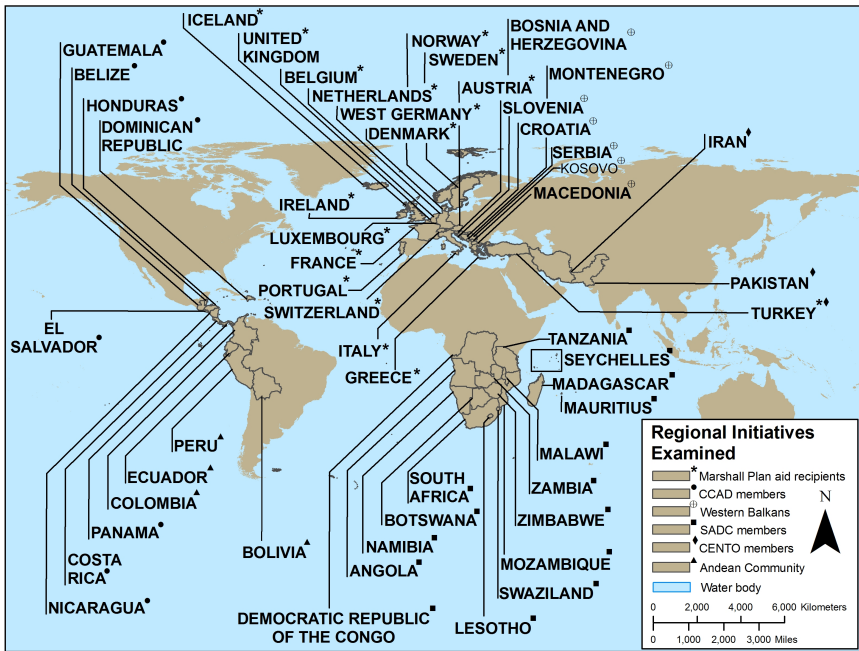 ICELAND*
UNITED*
KINGDOM
BELGIUM*
NETHERLANDS*
WEST GERMANY*
DENMARK*
NORWAY*
SWEDEN*
AUSTRIA*
BOSNIA AND
HERZEGOVINA⊕
MONTENEGRO⊕
SLOVENIA⊕
CROATIA⊕
SERBIA⊕
KOSOVO⊕
MACEDONIA⊕
GUATEMALA●
BELIZE●
HONDURAS●
DOMINICAN●
REPUBLIC
IRAN♦
IRELAND*
LUXEMBOURG*
FRANCE*
PORTUGAL*
SWITZERLAND*
ITALY*
GREECE*
PAKISTAN♦
TURKEY*♦
EL
SALVADOR●
TANZANIA■
SEYCHELLES■
MADAGASCAR■
MAURITIUS■
PERU▲
ECUADOR▲
COLOMBIA▲
PANAMA●
COSTA
RICA●
NICARAGUA●
BOLIVIA▲
MALAWI■
ZAMBIA■
ZIMBABWE■
MOZAMBIQUE■
SWAZILAND■
LESOTHO■
SOUTH
AFRICA■
BOTSWANA■
NAMIBIA■
ANGOLA■
DEMOCRATIC REPUBLIC■
OF THE CONGO
Regional Initiatives
Examined
* Marshall Plan aid recipients
● CCAD members
⊕ Western Balkans
■ SADC members
♦ CENTO members
▲ Andean Community
Water body
N
0 2,000 4,000 6,000 Kilometers
0 1,000 2,000 3,000 Miles